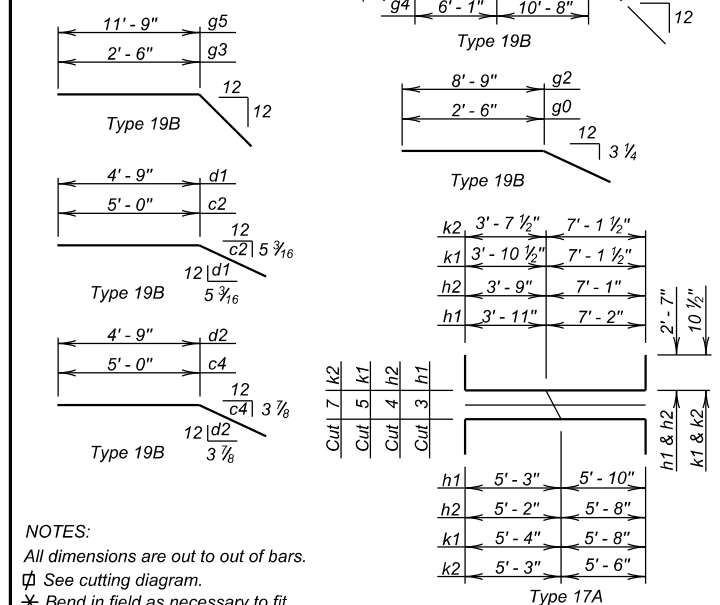 11' - 9" g5
2' - 6" g3
12
12
Type 19B
g4 6' - 1" 10' - 8"
12
Type 19B
8' - 9" g2
2' - 6" g0
12
3 1/4
Type 19B
4' - 9" d1
5' - 0" c2
12
c2 5 3/16
12 d1
5 3/16
Type 19B
4' - 9" d2
5' - 0" c4
12
c4 3 7/8
12 d2
3 7/8
Type 19B
k2 3' - 7 1/2" 7' - 1 1/2"
k1 3' - 10 1/2" 7' - 1 1/2"
h2 3' - 9" 7' - 1"
h1 3' - 11" 7' - 2"
2' - 7"
10 1/2"
Cut 7 k2
Cut 5 k1
Cut 4 h2
Cut 3 h1
h1 & h2
k1 & k2
h1 5' - 3" 5' - 10"
h2 5' - 2" 5' - 8"
k1 5' - 4" 5' - 8"
k2 5' - 3" 5' - 6"
Type 17A
NOTES:
All dimensions are out to out of bars.
See cutting diagram.
Bend in field as necessary to fit